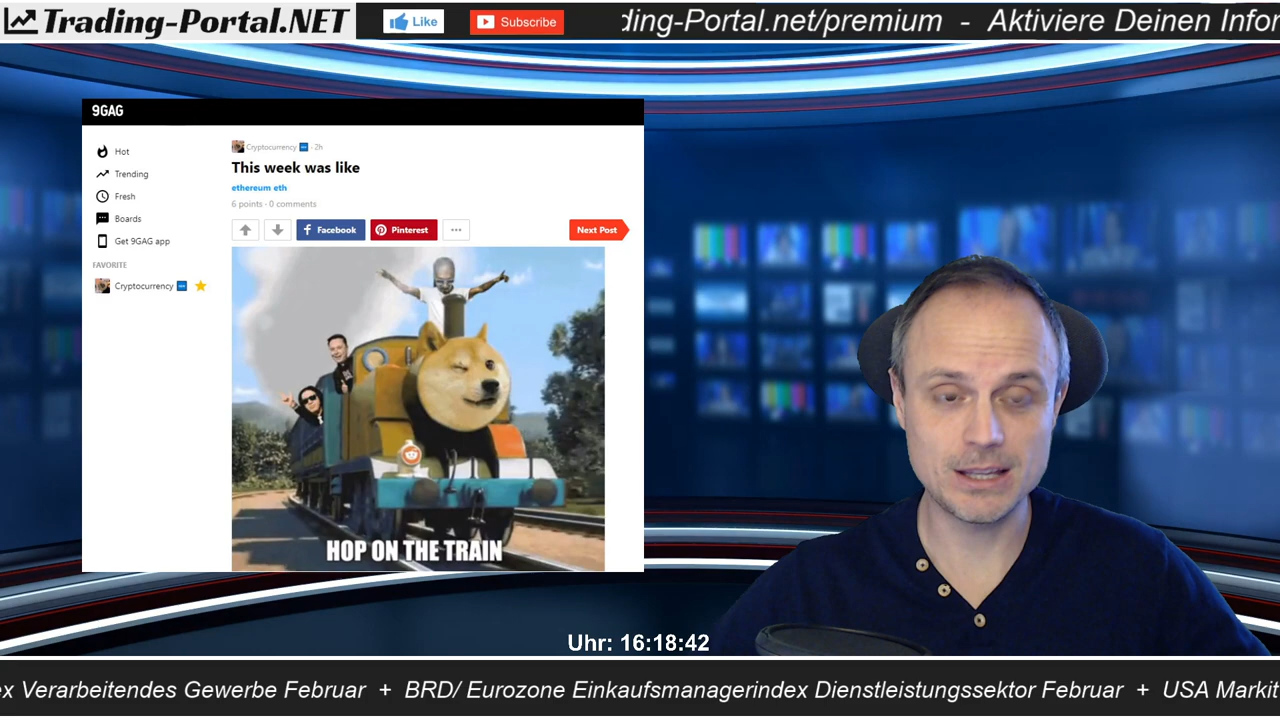 Trading-Portal.NET
Like
Subscribe
ding-Portal.net/premium - Aktiviere Deinen Infor
9GAG
Hot
Trending
Fresh
Boards
Get 9GAG app
FAVORITE
Cryptocurrency
Cryptocurrency · 2h
This week was like
ethereum eth
6 points · 0 comments
Facebook
Pinterest
Next Post
HOP ON THE TRAIN
Uhr: 16:18:42
ex Verarbeitendes Gewerbe Februar + BRD/ Eurozone Einkaufsmanagerindex Dienstleistungssektor Februar + USA Markit